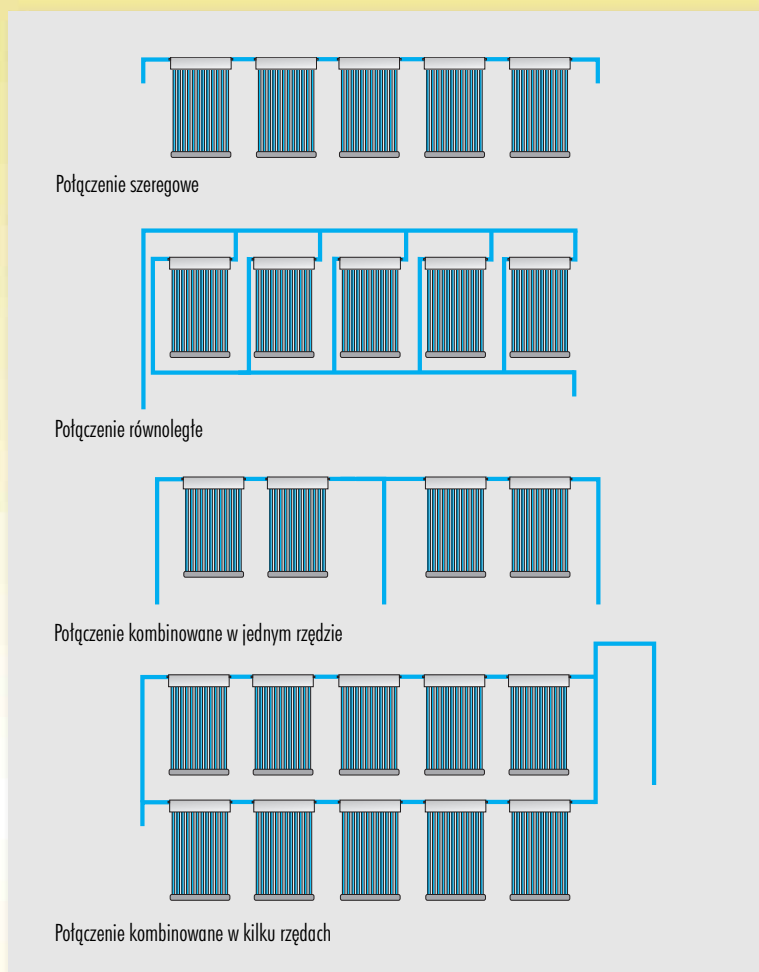 Połączenie szeregowe
Połączenie równoległe
Połączenie kombinowane w jednym rzędzie
Połączenie kombinowane w kilku rzędach